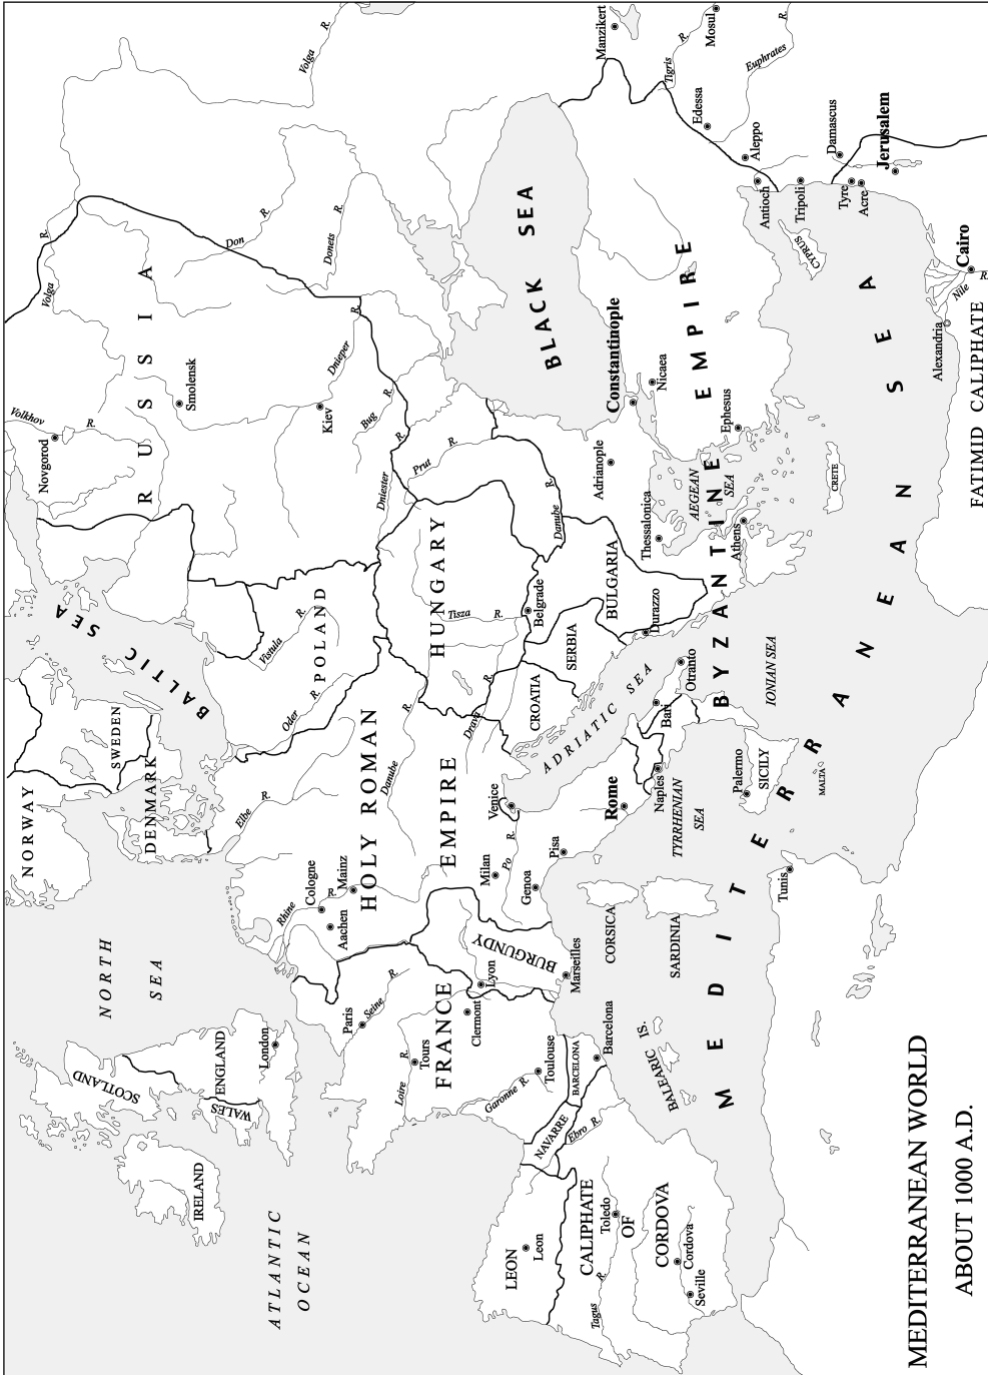 NORWAY
SWEDEN
DENMARK
BALTIC SEA
Novgorod
Volkhov R.
Volga R.
RUSSIA
Smolensk
Volga R.
Don R.
Donets R.
Kiev
Dnieper R.
Bug R.
Dniester R.
Prut R.
SCOTLAND
NORTH
SEA
IRELAND
WALES
ENGLAND
London
ATLANTIC
OCEAN
Elbe R.
Oder R.
Vistula R.
POLAND
Rhine R.
Cologne
Aachen
Mainz
HOLY ROMAN
EMPIRE
Danube R.
HUNGARY
Tisza R.
Drava R.
Danube R.
Belgrade
CROATIA
SERBIA
BULGARIA
Paris
Seine R.
Loire R.
Tours
FRANCE
Clermont
Lyon
BURGUNDY
Garonne R.
Toulouse
Marseilles
NAVARRE
BARCELONA
Barcelona
Ebro R.
LEON
Leon
CALIPHATE
OF
CORDOVA
Toledo
Tagus R.
Cordova
Seville
BALEARIC IS.
Milan
Po R.
Venice
Genoa
Pisa
Rome
Naples
Bari
Otranto
Durazzo
ADRIATIC SEA
CORSICA
SARDINIA
TYRRHENIAN
SEA
Palermo
SICILY
MALTA
Tunis
IONIAN SEA
BLACK SEA
Constantinople
Adrianople
Nicaea
Thessalonica
AEGEAN
SEA
Athens
Ephesus
BYZANTINE EMPIRE
CRETE
CYPRUS
MEDITERRANEAN SEA
Manzikert
Mosul
Tigris R.
Euphrates R.
Edessa
Aleppo
Antioch
Tripoli
Damascus
Tyre
Acre
Jerusalem
Alexandria
Nile R.
Cairo
FATIMID CALIPHATE
MEDITERRANEAN WORLD
ABOUT 1000 A.D.